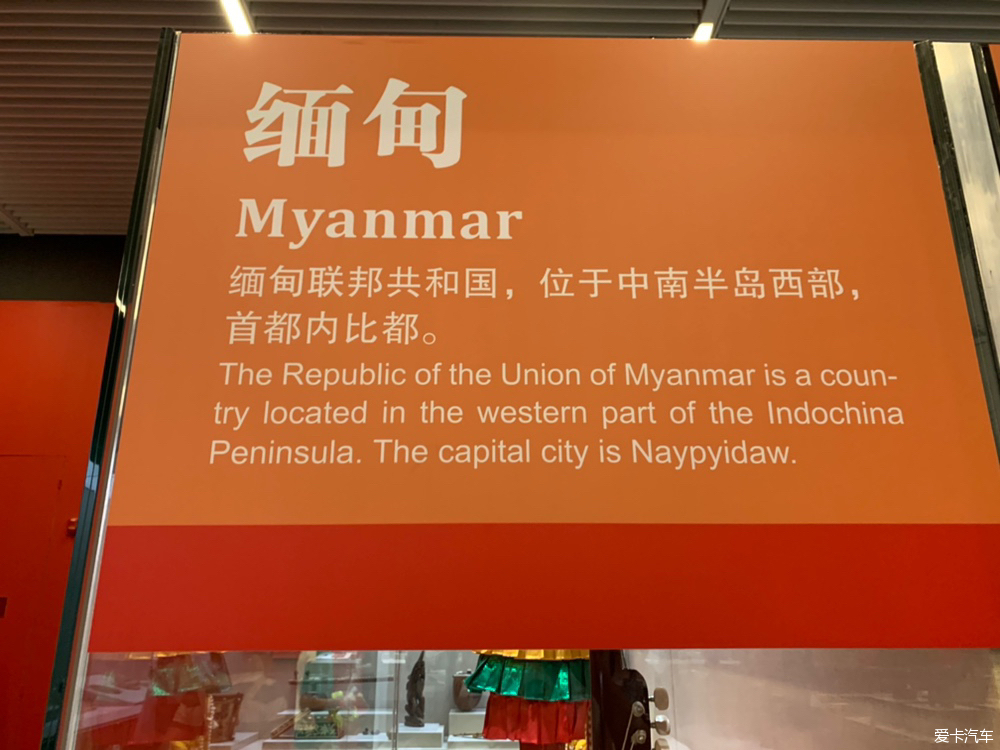 缅甸
Myanmar
缅甸联邦共和国，位于中南半岛西部，
首都内比都。
The Republic of the Union of Myanmar is a coun-
try located in the western part of the Indochina
Peninsula. The capital city is Naypyidaw.
爱卡汽车